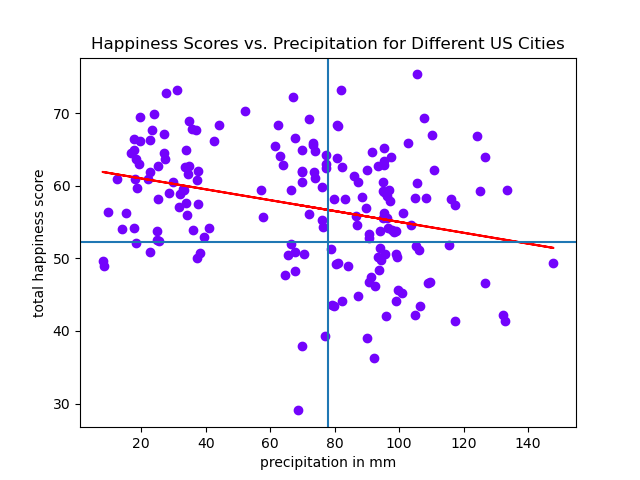 Happiness Scores vs. Precipitation for Different US Cities
total happiness score
70
60
50
40
30
20 40 60 80 100 120 140
precipitation in mm